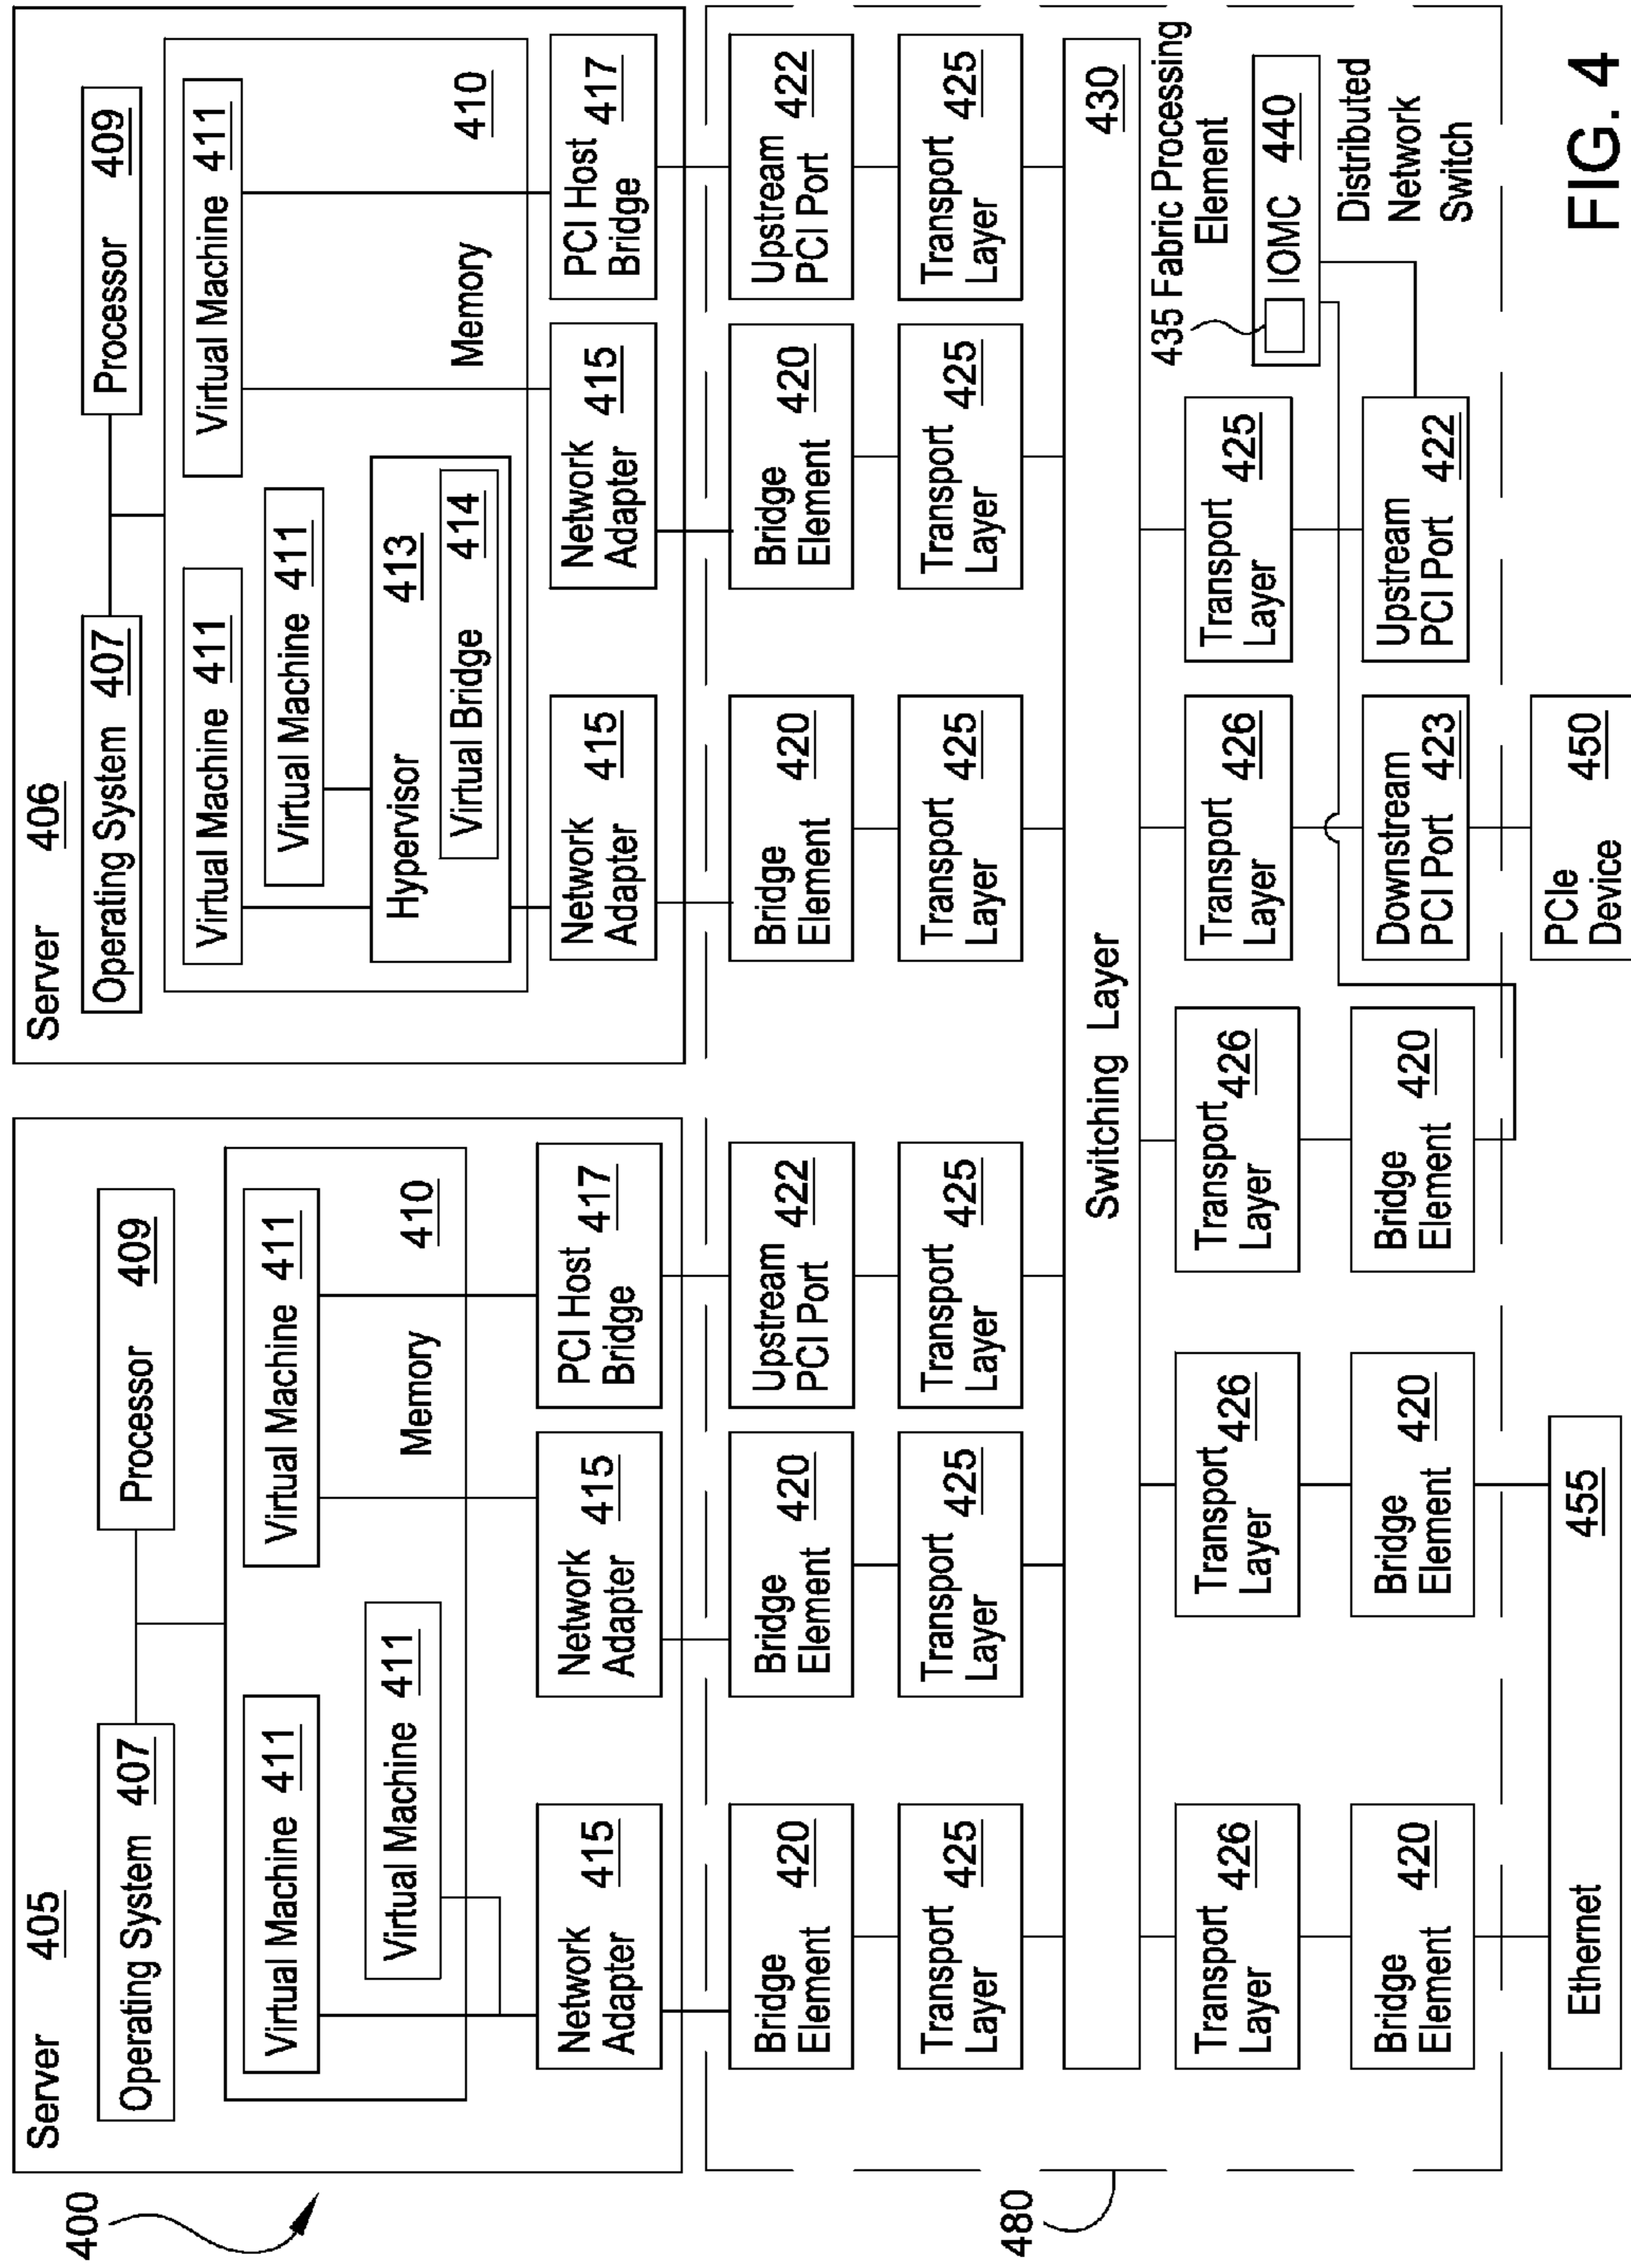 400
Server 405
Operating System 407
Processor 409
Virtual Machine 411
Virtual Machine 411
Virtual Machine 411
Memory 410
Network
Adapter 415
Network
Adapter 415
PCI Host
Bridge 417
Server 406
Operating System 407
Processor 409
Virtual Machine 411
Virtual Machine 411
Virtual Machine 411
Hypervisor 413
Virtual Bridge 414
Memory 410
Network
Adapter 415
Network
Adapter 415
PCI Host
Bridge 417
480
Bridge
Element 420
Bridge
Element 420
Upstream
PCI Port 422
Bridge
Element 420
Bridge
Element 420
Upstream
PCI Port 422
Transport
Layer 425
Transport
Layer 425
Transport
Layer 425
Transport
Layer 425
Transport
Layer 425
Transport
Layer 425
Switching Layer 430
Transport
Layer 426
Transport
Layer 426
Transport
Layer 426
Transport
Layer 426
Transport
Layer 425
435 Fabric Processing
Element
IOMC 440
Bridge
Element 420
Bridge
Element 420
Bridge
Element 420
Downstream
PCI Port 423
Upstream
PCI Port 422
Distributed
Network
Switch
Ethernet 455
PCIe
Device 450
FIG. 4